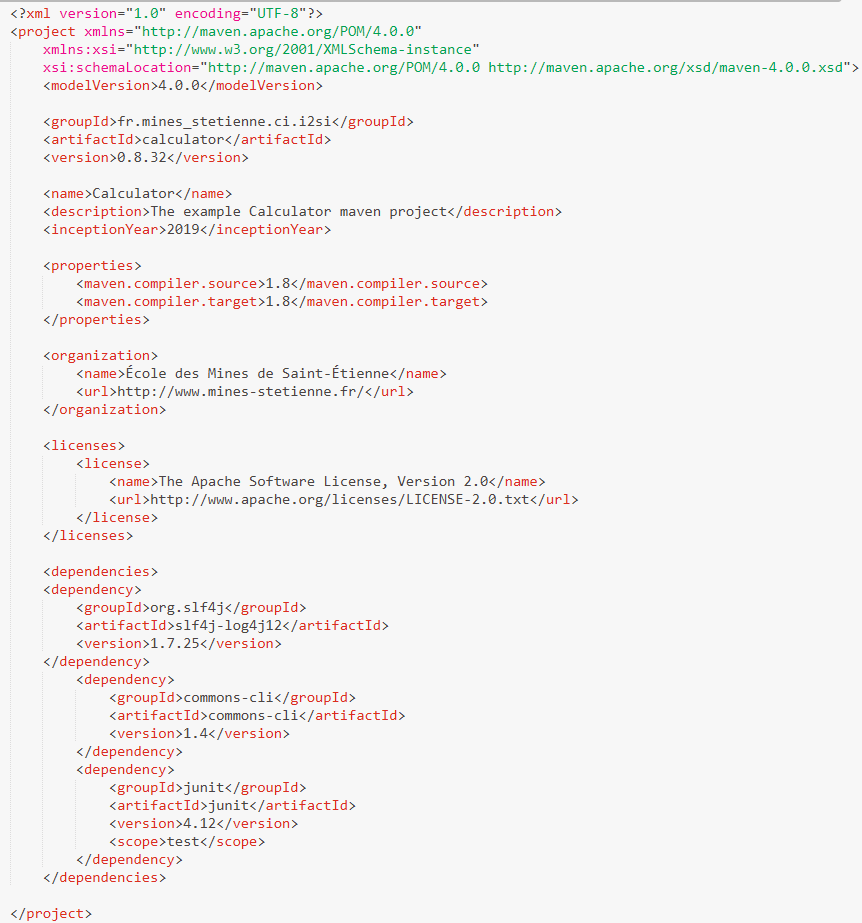 <?xml version="1.0" encoding="UTF-8"?>
<project xmlns="http://maven.apache.org/POM/4.0.0"
    xmlns:xsi="http://www.w3.org/2001/XMLSchema-instance"
    xsi:schemaLocation="http://maven.apache.org/POM/4.0.0 http://maven.apache.org/xsd/maven-4.0.0.xsd">
    <modelVersion>4.0.0</modelVersion>

    <groupId>fr.mines_stetienne.ci.i2si</groupId>
    <artifactId>calculator</artifactId>
    <version>0.8.32</version>

    <name>Calculator</name>
    <description>The example Calculator maven project</description>
    <inceptionYear>2019</inceptionYear>

    <properties>
        <maven.compiler.source>1.8</maven.compiler.source>
        <maven.compiler.target>1.8</maven.compiler.target>
    </properties>

    <organization>
        <name>École des Mines de Saint-Étienne</name>
        <url>http://www.mines-stetienne.fr/</url>
    </organization>

    <licenses>
        <license>
            <name>The Apache Software License, Version 2.0</name>
            <url>http://www.apache.org/licenses/LICENSE-2.0.txt</url>
        </license>
    </licenses>

    <dependencies>
    <dependency>
        <groupId>org.slf4j</groupId>
        <artifactId>slf4j-log4j12</artifactId>
        <version>1.7.25</version>
    </dependency>
        <dependency>
            <groupId>commons-cli</groupId>
            <artifactId>commons-cli</artifactId>
            <version>1.4</version>
        </dependency>
        <dependency>
            <groupId>junit</groupId>
            <artifactId>junit</artifactId>
            <version>4.12</version>
            <scope>test</scope>
        </dependency>
    </dependencies>

</project>